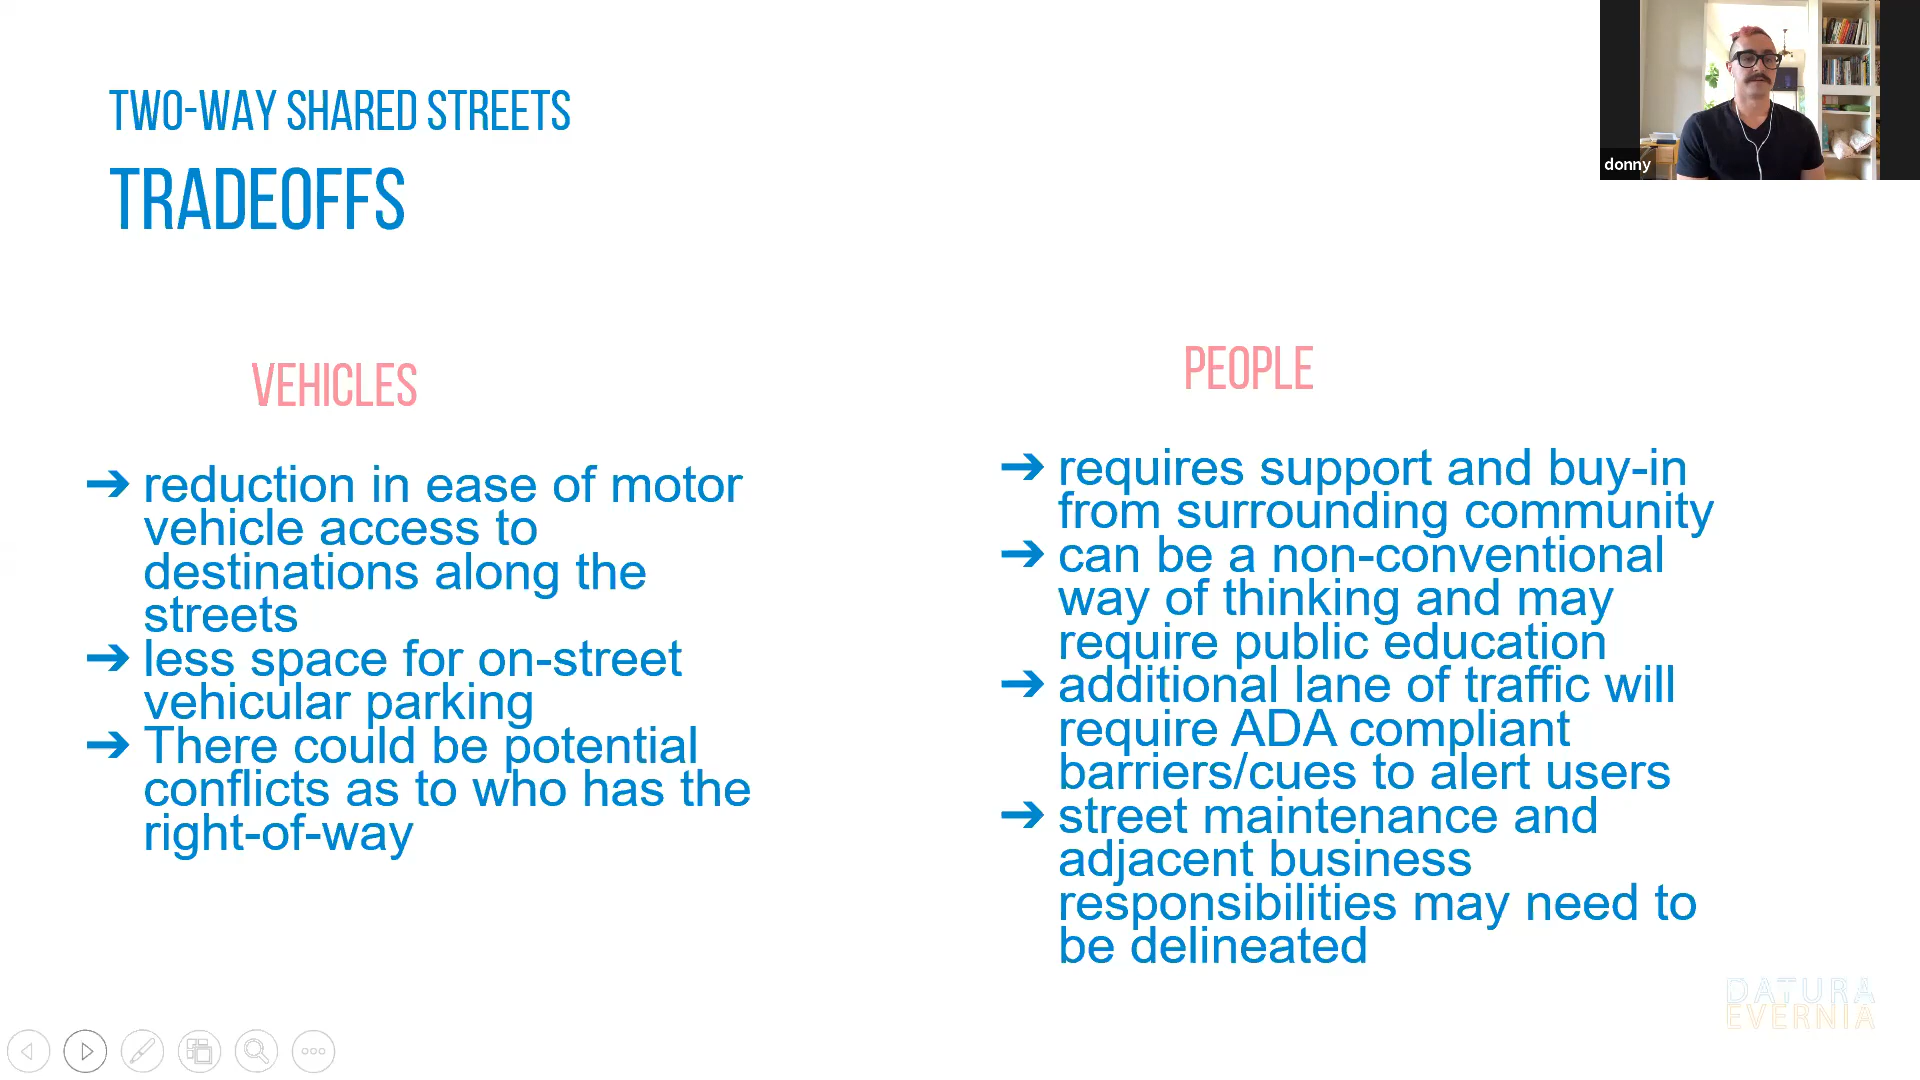 TWO-WAY SHARED STREETS
TRADEOFFS
donny
VEHICLES
➔ reduction in ease of motor
vehicle access to
destinations along the
streets
➔ less space for on-street
vehicular parking
➔ There could be potential
conflicts as to who has the
right-of-way
PEOPLE
➔ requires support and buy-in
from surrounding community
➔ can be a non-conventional
way of thinking and may
require public education
➔ additional lane of traffic will
require ADA compliant
barriers/cues to alert users
➔ street maintenance and
adjacent business
responsibilities may need to
be delineated
DATURA
EVERNIA